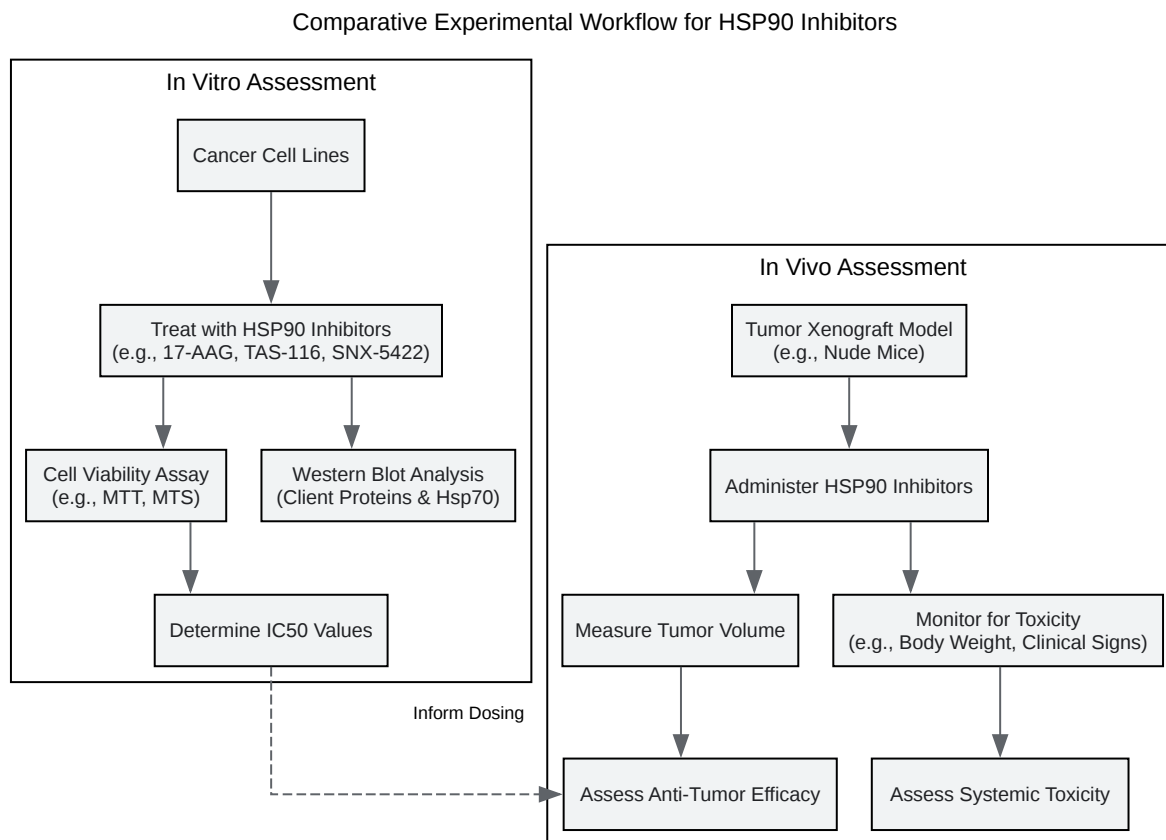 Comparative Experimental Workflow for HSP90 Inhibitors
In Vitro Assessment
Cancer Cell Lines
Treat with HSP90 Inhibitors
(e.g., 17-AAG, TAS-116, SNX-5422)
Cell Viability Assay
(e.g., MTT, MTS)
Western Blot Analysis
(Client Proteins & Hsp70)
Determine IC50 Values
Inform Dosing
In Vivo Assessment
Tumor Xenograft Model
(e.g., Nude Mice)
Administer HSP90 Inhibitors
Measure Tumor Volume
Monitor for Toxicity
(e.g., Body Weight, Clinical Signs)
Assess Anti-Tumor Efficacy
Assess Systemic Toxicity